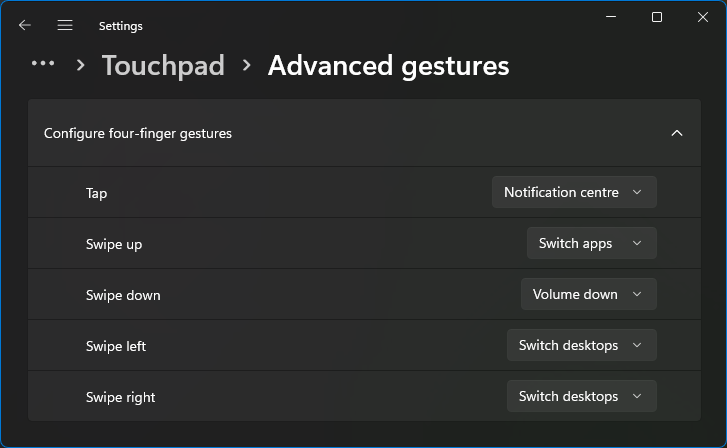 Settings
... > Touchpad > Advanced gestures
Configure four-finger gestures
Tap Notification centre
Swipe up Switch apps
Swipe down Volume down
Swipe left Switch desktops
Swipe right Switch desktops